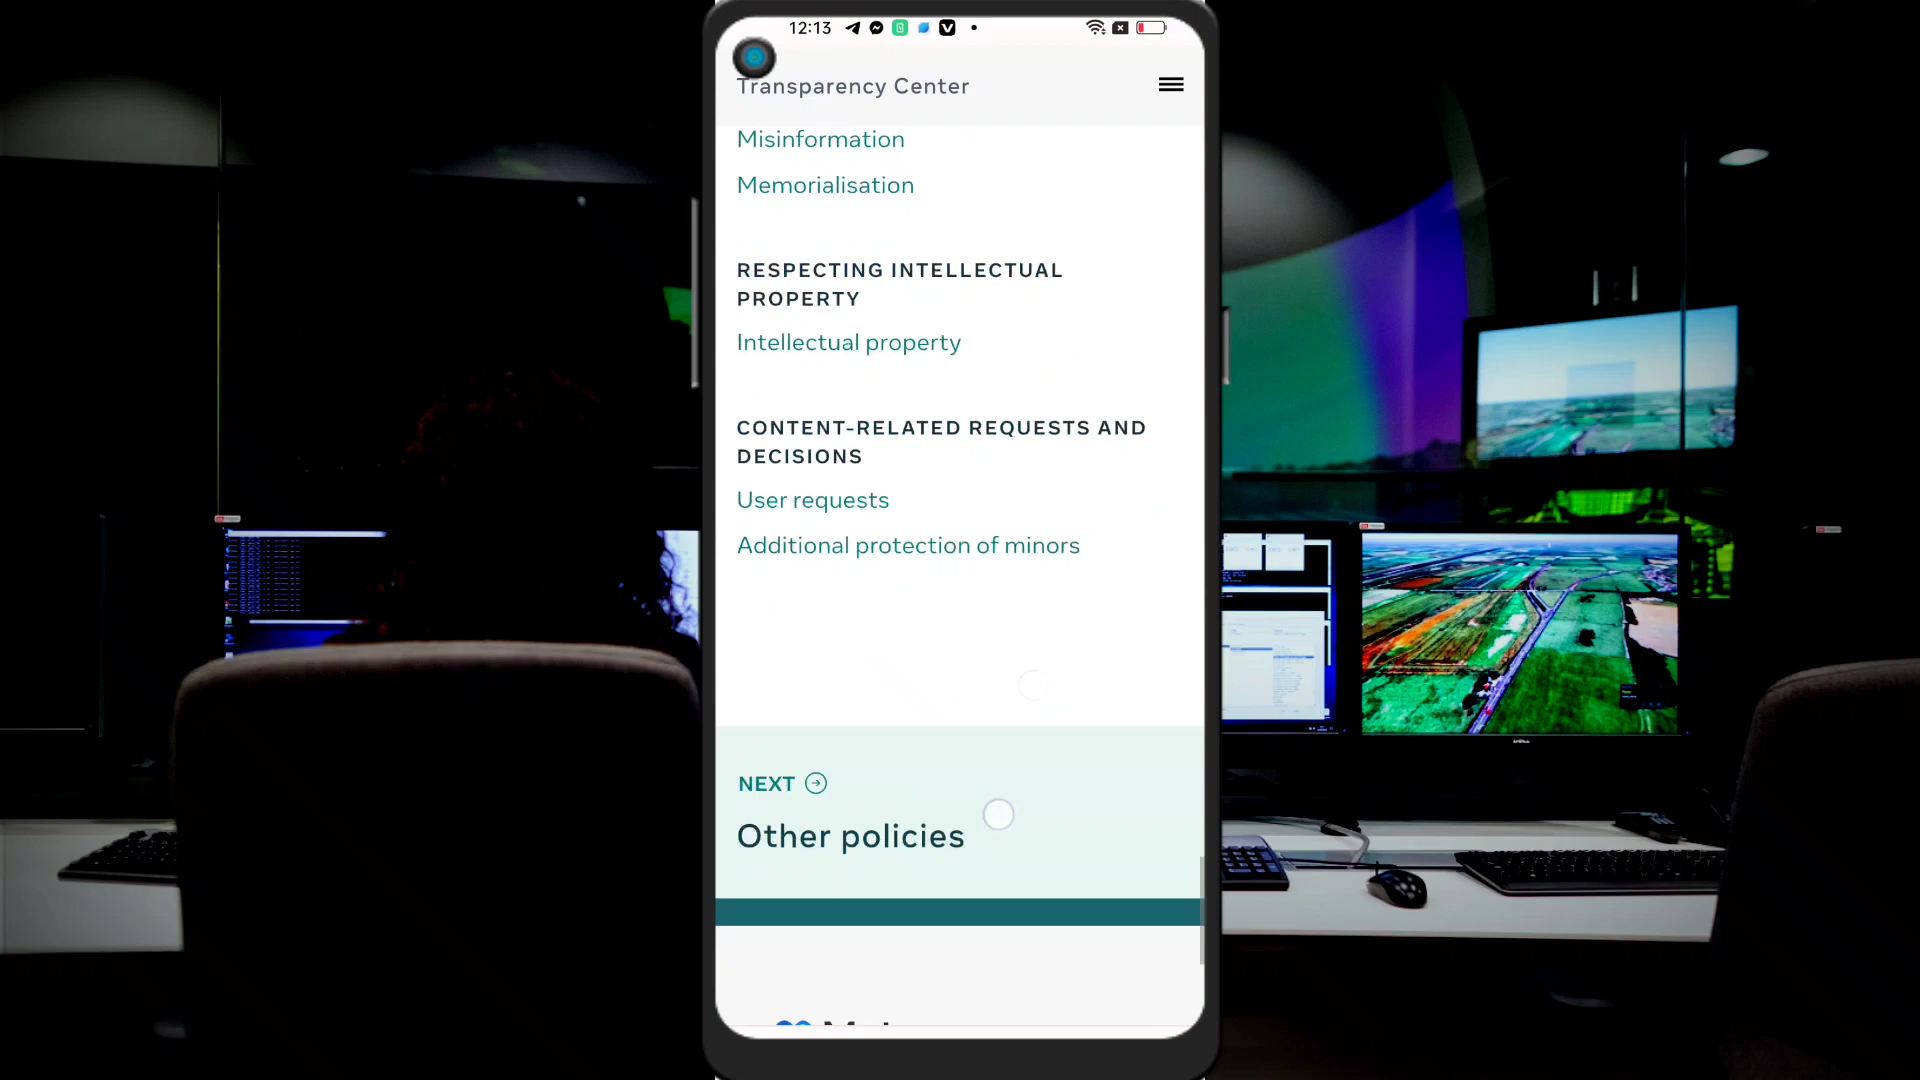 12:13
Transparency Center
Misinformation
Memorialisation
RESPECTING INTELLECTUAL
PROPERTY
Intellectual property
CONTENT-RELATED REQUESTS AND
DECISIONS
User requests
Additional protection of minors
NEXT
Other policies